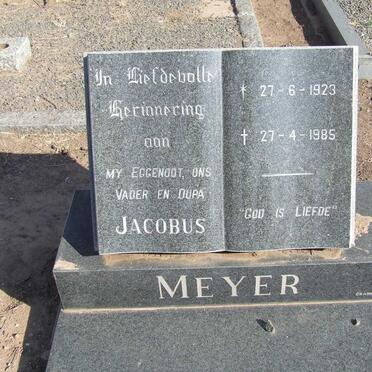 In Liefdevolle
Herinnering
aan
MY EGGENOOT, ONS
VADER EN OUPA
JACOBUS
* 27-6-1923
† 27-4-1985
"GOD IS LIEFDE"
MEYER